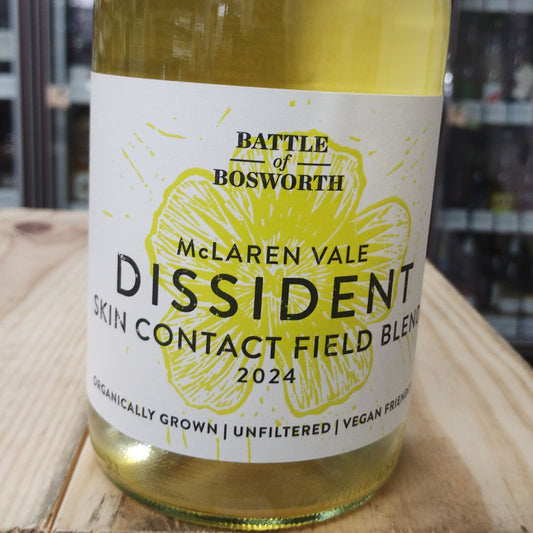 BATTLE
of
BOSWORTH
McLAREN VALE
DISSIDENT
SKIN CONTACT FIELD BLEND
2024
ORGANICALLY GROWN | UNFILTERED | VEGAN FRIENDLY